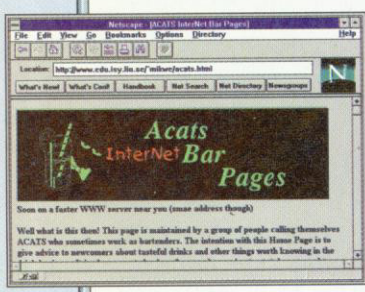 Netscape - [ACATS InterNet Bar Pages]
File Edit View Go Bookmarks Options Directory Help
Location: http://www.edu.isy.liu.se/~milwe/acats.html
What's New! What's Cool! Handbook Net Search Net Directory Newsgroups
N
Acats
InterNet Bar
Pages
Soon on a faster WWW server near you (smae address though)
Well what is this then! This page is maintained by a group of people calling themselves
ACATS who sometimes work as bartenders. The intention with this Home Page is to
give advice to newcomers about tasteful drinks and other things worth knowing in the